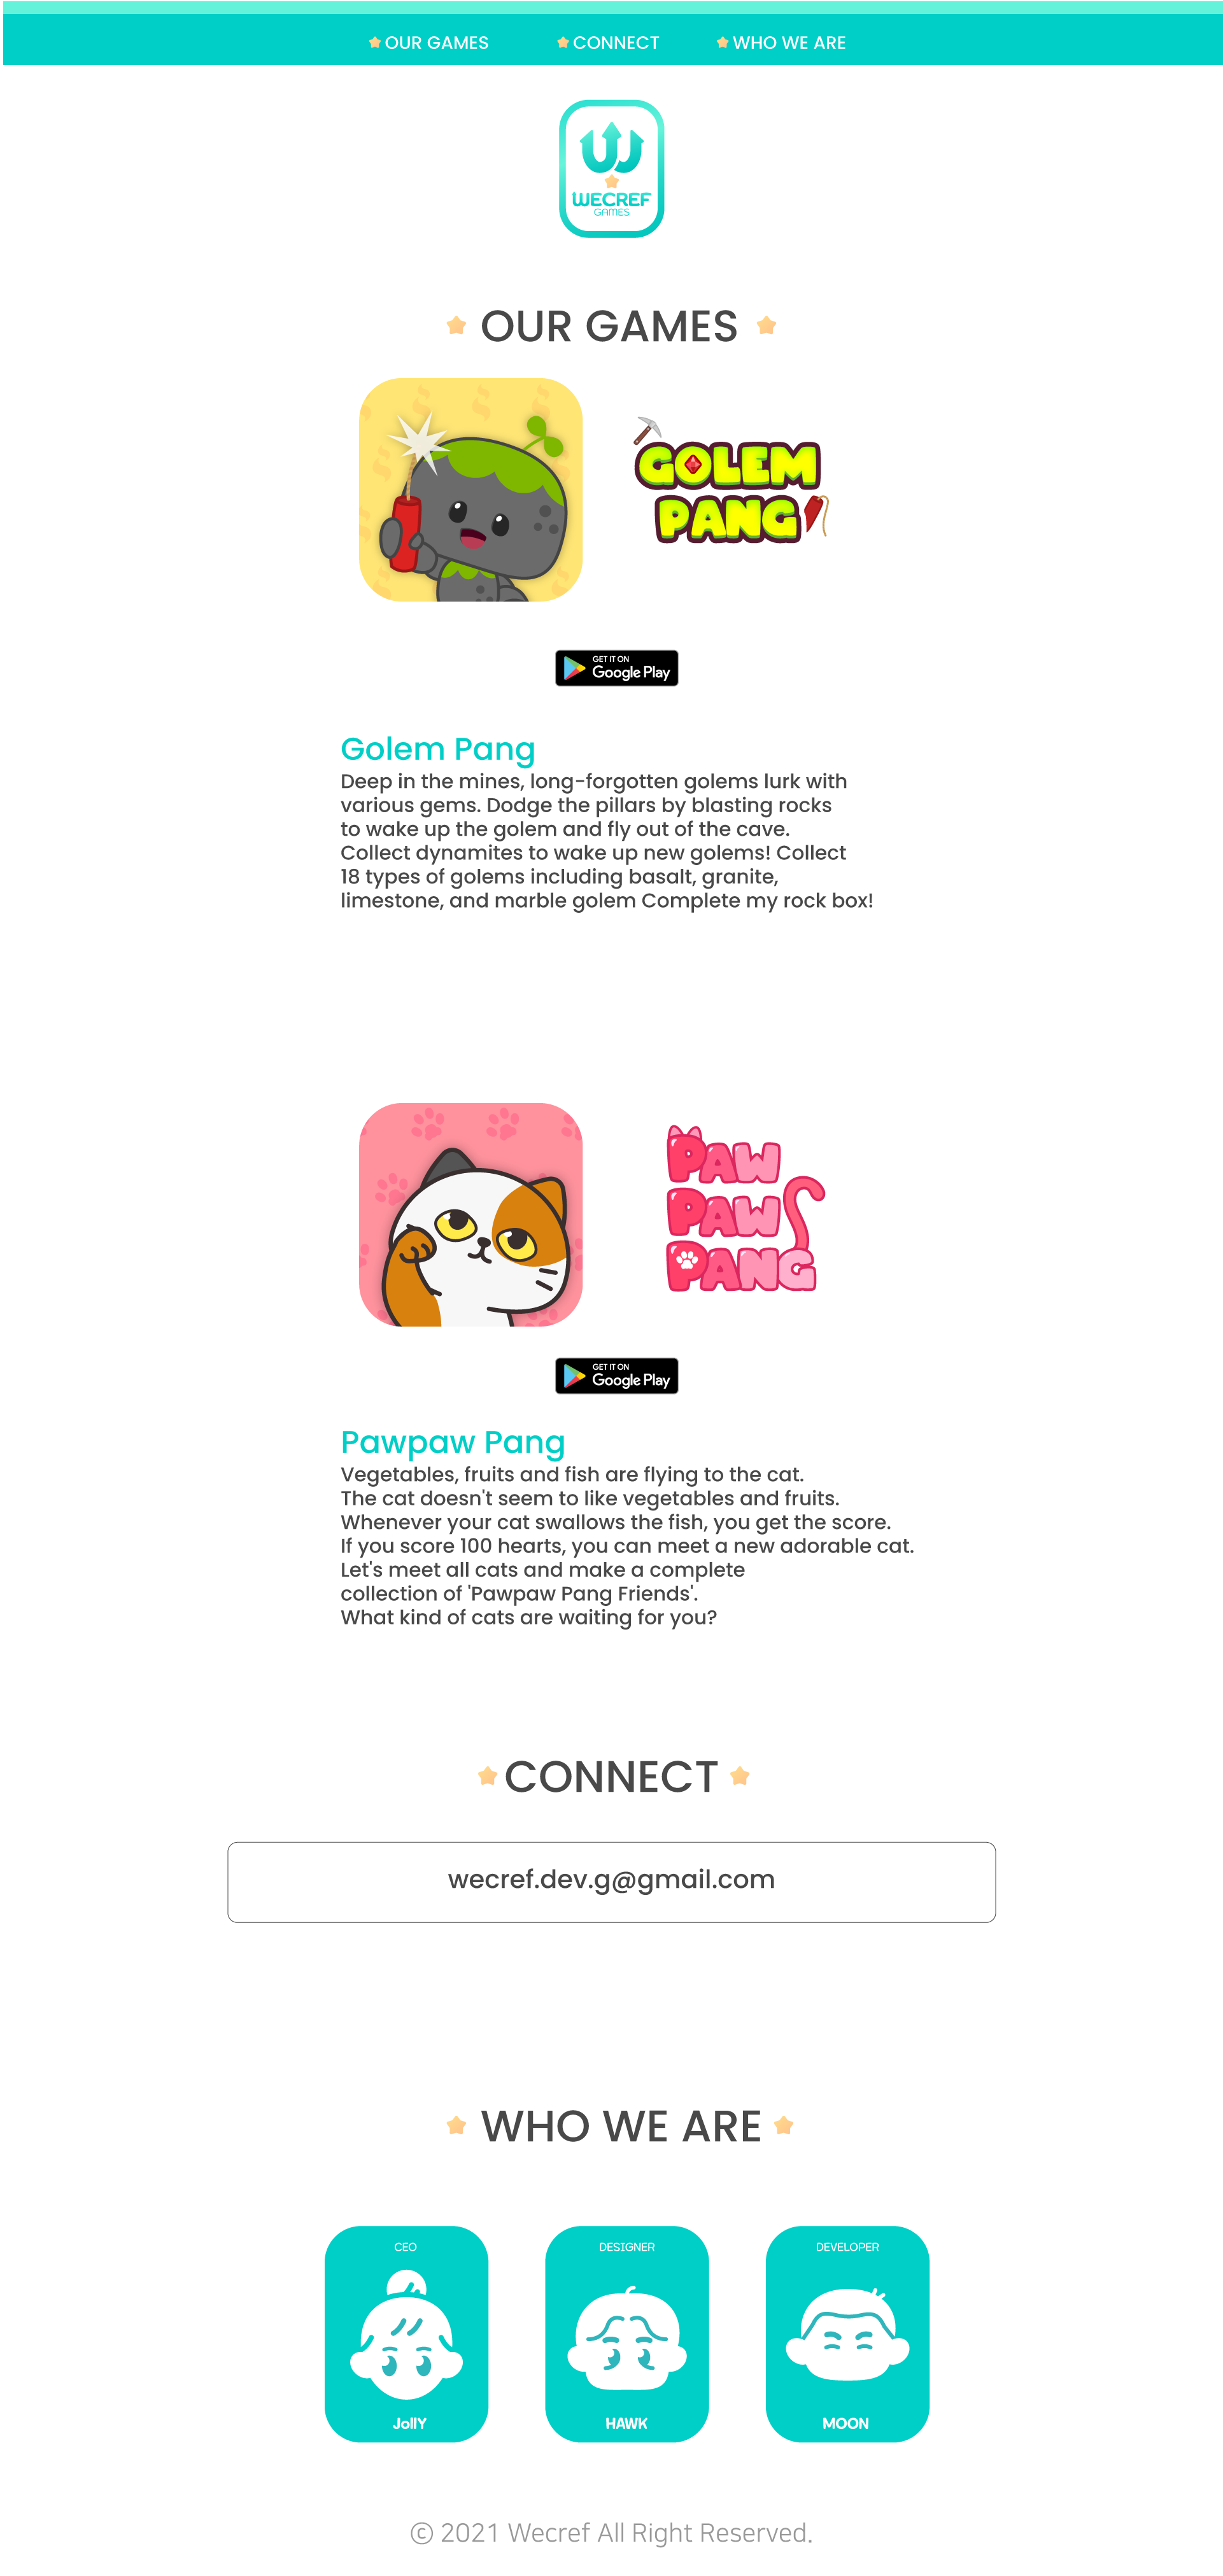 OUR GAMES
CONNECT
WHO WE ARE
WECREF
GAMES
OUR GAMES
GOLEM
PANG
GET IT ON
Google Play
Golem Pang
Deep in the mines, long-forgotten golems lurk with
various gems. Dodge the pillars by blasting rocks
to wake up the golem and fly out of the cave.
Collect dynamites to wake up new golems! Collect
18 types of golems including basalt, granite,
limestone, and marble golem Complete my rock box!
PAW
PAW
PANG
GET IT ON
Google Play
Pawpaw Pang
Vegetables, fruits and fish are flying to the cat.
The cat doesn't seem to like vegetables and fruits.
Whenever your cat swallows the fish, you get the score.
If you score 100 hearts, you can meet a new adorable cat.
Let's meet all cats and make a complete
collection of 'Pawpaw Pang Friends'.
What kind of cats are waiting for you?
CONNECT
wecref.dev.g@gmail.com
WHO WE ARE
CEO
JollY
DESIGNER
HAWK
DEVELOPER
MOON
© 2021 Wecref All Right Reserved.